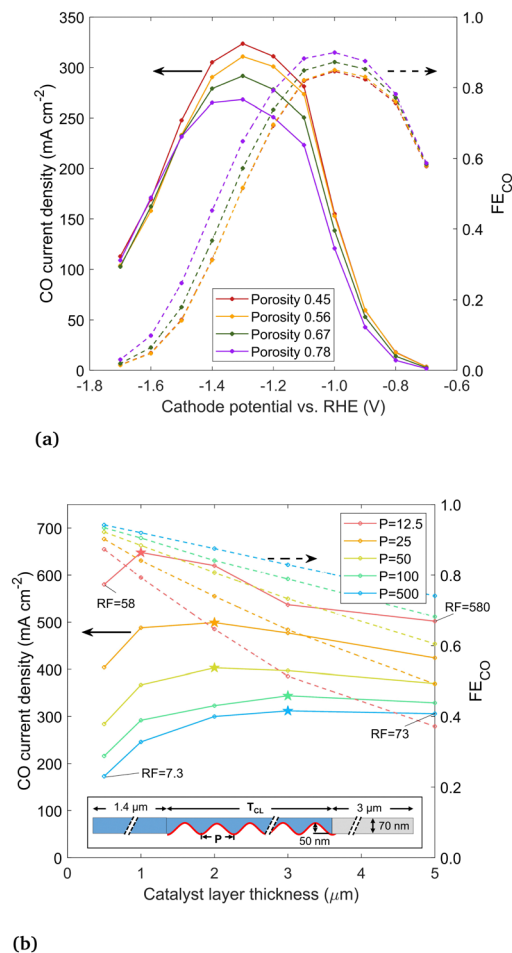 CO current density (mA cm⁻²)
350
300
250
200
150
100
50
0
1.0
0.8
0.6
0.4
0.2
0.0
FE_CO
Porosity 0.45
Porosity 0.56
Porosity 0.67
Porosity 0.78
-1.8 -1.6 -1.4 -1.2 -1.0 -0.8 -0.6
Cathode potential vs. RHE (V)
(a)
CO current density (mA cm⁻²)
700
600
500
400
300
200
100
0
1.0
0.8
0.6
0.4
0.2
0.0
FE_CO
P=12.5
P=25
P=50
P=100
P=500
RF=58
RF=580
RF=73
RF=7.3
1.4 μm T_CL 3 μm
70 nm
P 50 nm
0 1 2 3 4 5
Catalyst layer thickness (μm)
(b)